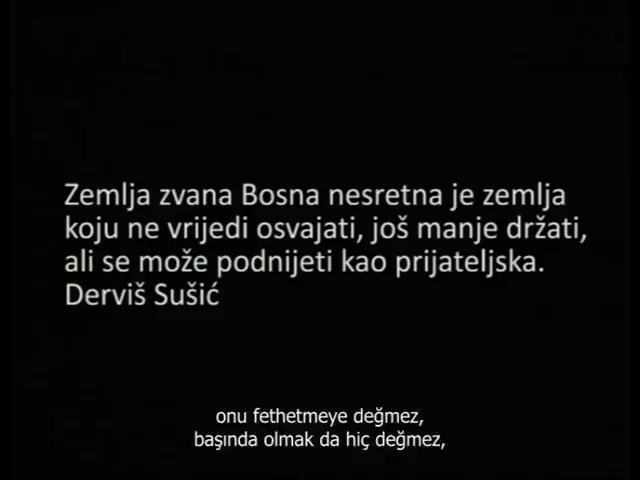 Zemlja zvana Bosna nesretna je zemlja
koju ne vrijedi osvajati, još manje držati,
ali se može podnijeti kao prijateljska.
Derviš Sušić
onu fethetmeye değmez,
başında olmak da hiç değmez,